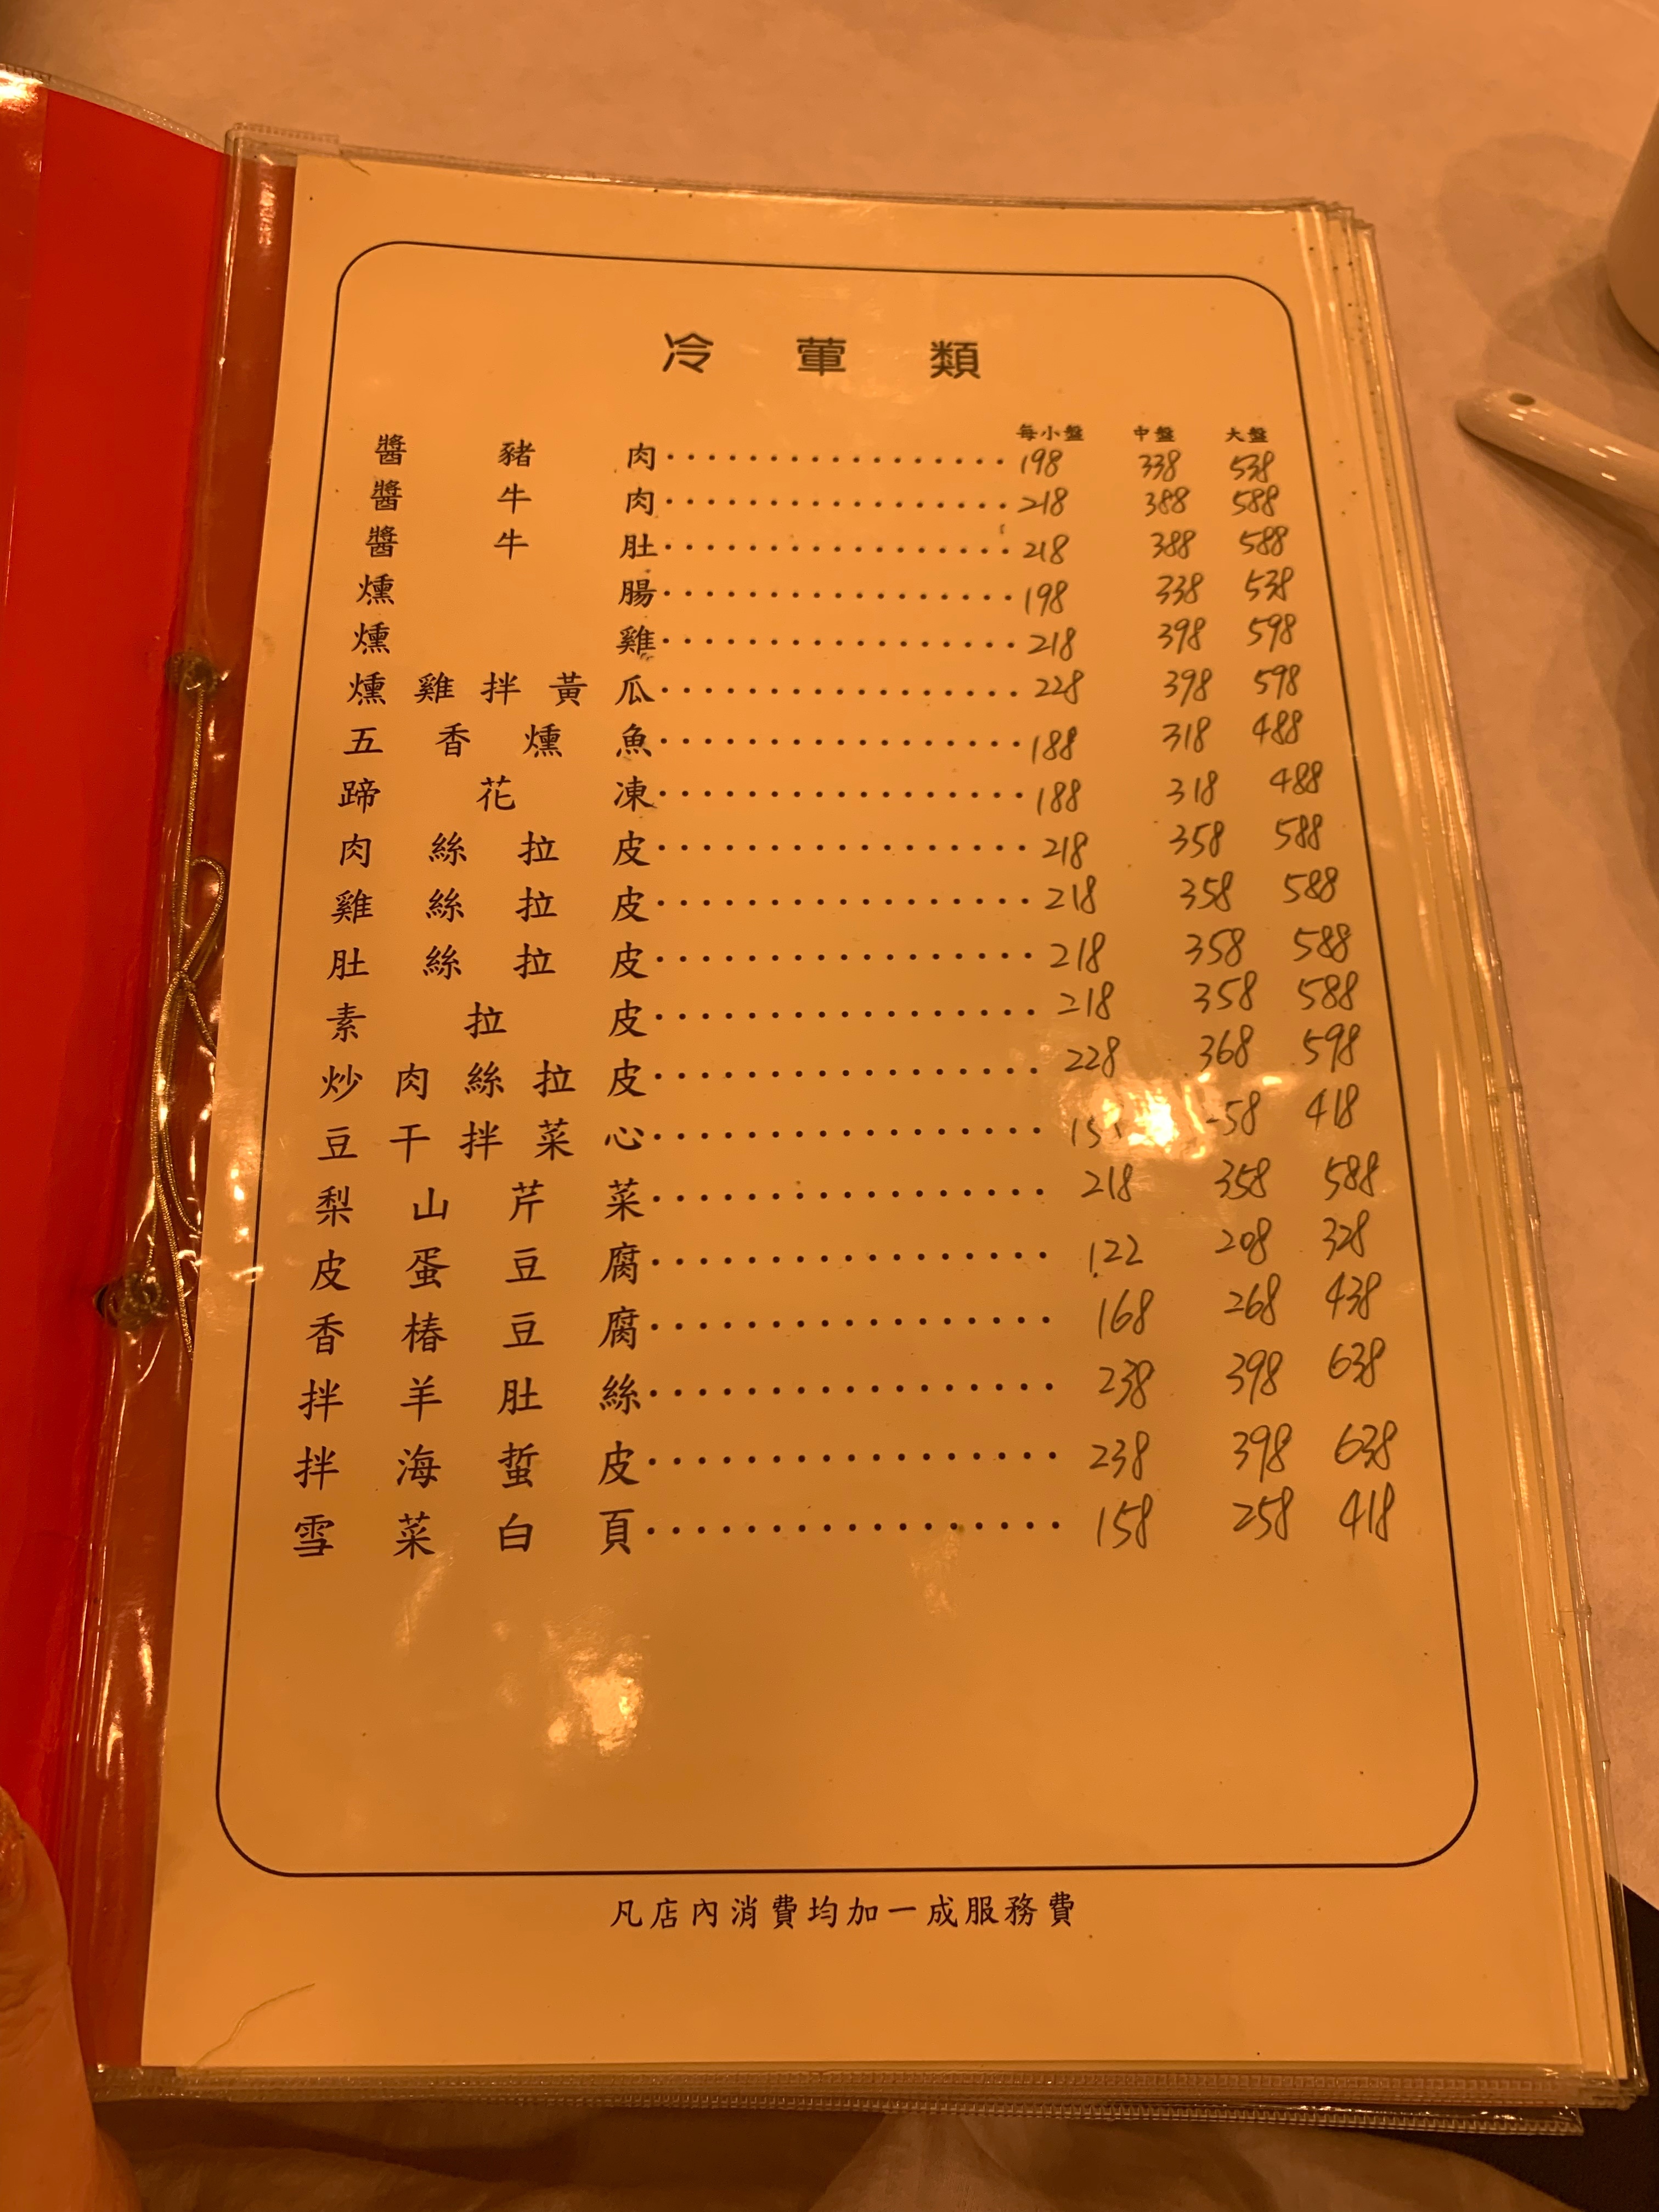 冷葷類
每小盤 中盤 大盤
醬豬肉 198 338 538
醬牛肉 218 388 588
醬牛肚 218 388 588
燻腸 198 338 538
燻雞 218 398 598
燻雞拌黃瓜 228 398 598
五香燻魚 188 318 488
蹄花凍 188 318 488
肉絲拉皮 218 358 588
雞絲拉皮 218 358 588
肚絲拉皮 218 358 588
素拉皮 218 358 588
炒肉絲拉皮 228 368 598
豆干拌菜心 418
梨山芹菜 218 358 588
皮蛋豆腐 122 208 328
香椿豆腐 168 268 438
拌羊肚絲 238 398 638
拌海蜇皮 238 398 638
雪菜白頁 158 258 418
凡店內消費均加一成服務費